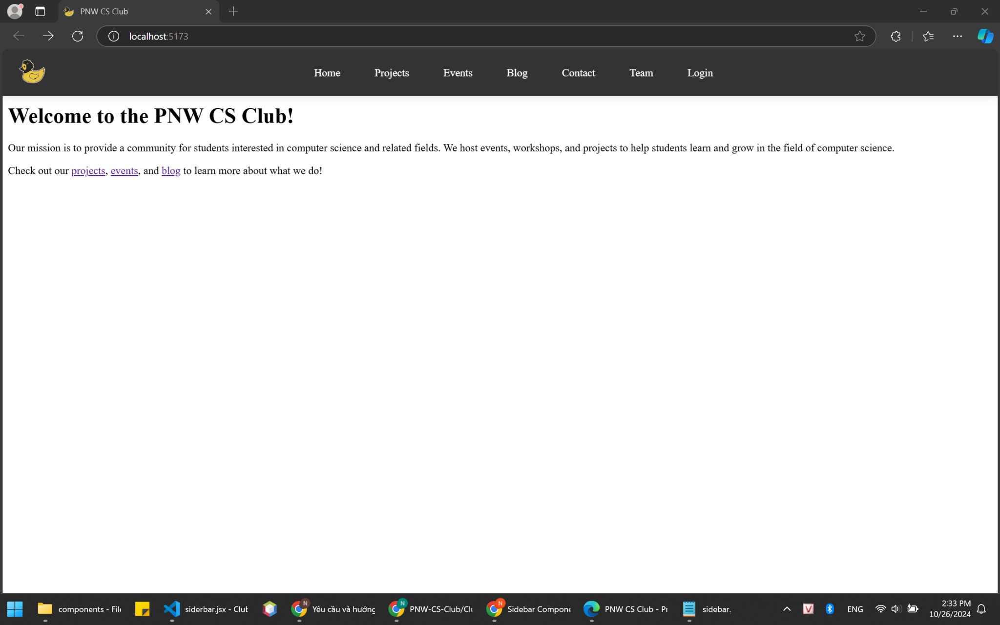 PNW CS Club
localhost:5173
Home Projects Events Blog Contact Team Login
Welcome to the PNW CS Club!
Our mission is to provide a community for students interested in computer science and related fields. We host events, workshops, and projects to help students learn and grow in the field of computer science.
Check out our projects, events, and blog to learn more about what we do!
components - File
siderbar.jsx - Club
N
Yêu cầu và hướng
N
PNW-CS-Club/Clu
N
Sidebar Compone
PNW CS Club - Pr
sidebar.
V
ENG
2:33 PM
10/26/2024